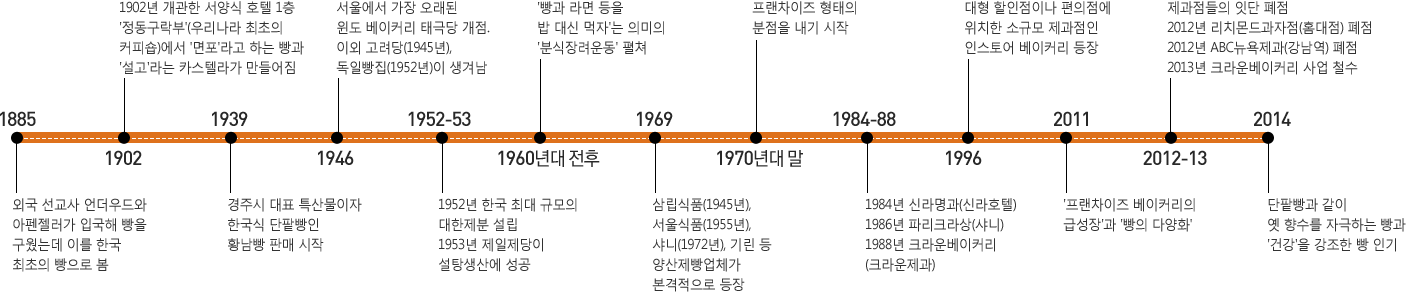 1902년 개관한 서양식 호텔 1층
'정동구락부'(우리나라 최초의
커피숍)에서 '면포'라고 하는 빵과
'설고'라는 카스텔라가 만들어짐
서울에서 가장 오래된
윈도 베이커리 태극당 개점.
이외 고려당(1945년),
독일빵집(1952년)이 생겨남
'빵과 라면 등을
밥 대신 먹자'는 의미의
'분식장려운동' 펼쳐
프랜차이즈 형태의
분점을 내기 시작
대형 할인점이나 편의점에
위치한 소규모 제과점인
인스토어 베이커리 등장
제과점들의 잇단 폐점
2012년 리치몬드과자점(홍대점) 폐점
2012년 ABC뉴욕제과(강남역) 폐점
2013년 크라운베이커리 사업 철수
1885
1939
1952-53
1969
1984-88
2011
2014
1902
1946
1960년대 전후
1970년대 말
1996
2012-13
외국 선교사 언더우드와
아펜젤러가 입국해 빵을
구웠는데 이를 한국
최초의 빵으로 봄
경주시 대표 특산물이자
한국식 단팥빵인
황남빵 판매 시작
1952년 한국 최대 규모의
대한제분 설립
1953년 제일제당이
설탕생산에 성공
삼립식품(1945년),
서울식품(1955년),
샤니(1972년), 기린 등
양산제빵업체가
본격적으로 등장
1984년 신라명과(신라호텔)
1986년 파리크라상(샤니)
1988년 크라운베이커리
(크라운제과)
'프랜차이즈 베이커리의
급성장'과 '빵의 다양화'
단팥빵과 같이
옛 향수를 자극하는 빵과
'건강'을 강조한 빵 인기